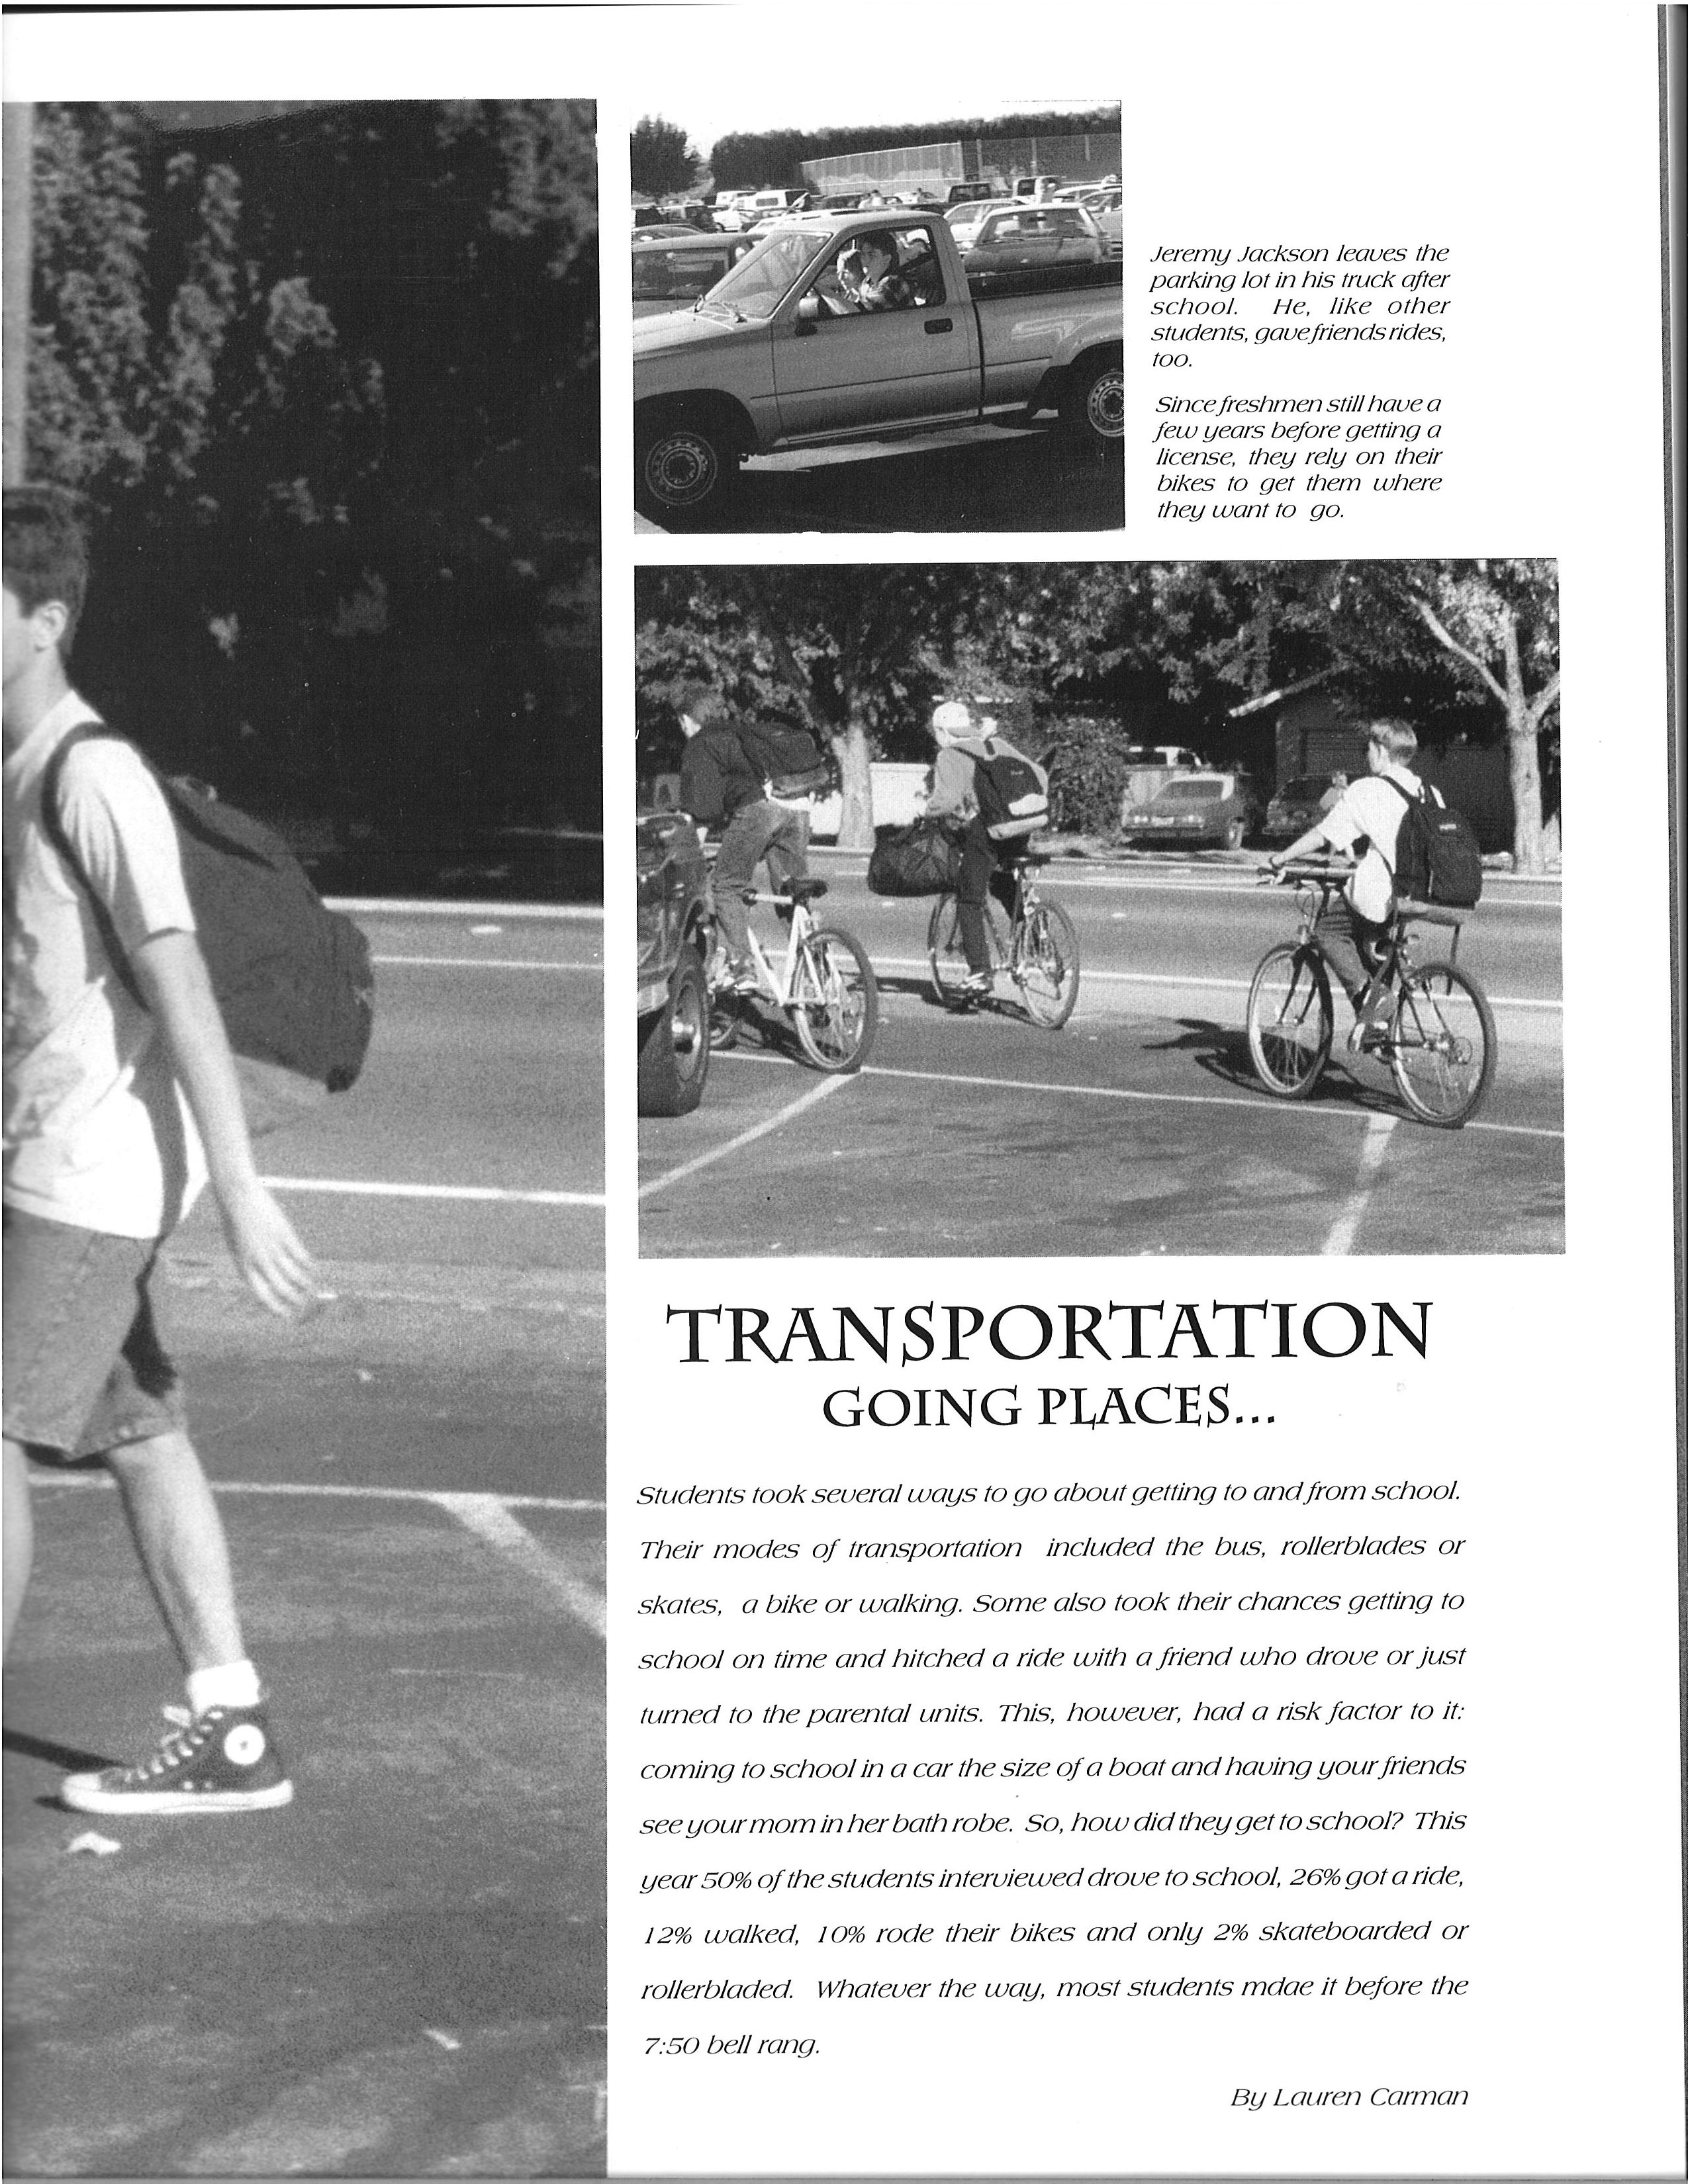 Jeremy Jackson leaves the
parking lot in his truck after
school. He, like other
students, gave friends rides,
too.
Since freshmen still have a
few years before getting a
license, they rely on their
bikes to get them where
they want to go.
TRANSPORTATION
GOING PLACES...
Students took several ways to go about getting to and from school.
Their modes of transportation included the bus, rollerblades or
skates, a bike or walking. Some also took their chances getting to
school on time and hitched a ride with a friend who drove or just
turned to the parental units. This, however, had a risk factor to it:
coming to school in a car the size of a boat and having your friends
see your mom in her bath robe. So, how did they get to school? This
year 50% of the students interviewed drove to school, 26% got a ride,
12% walked, 10% rode their bikes and only 2% skateboarded or
rollerbladed. Whatever the way, most students mdae it before the
7:50 bell rang.
By Lauren Carman